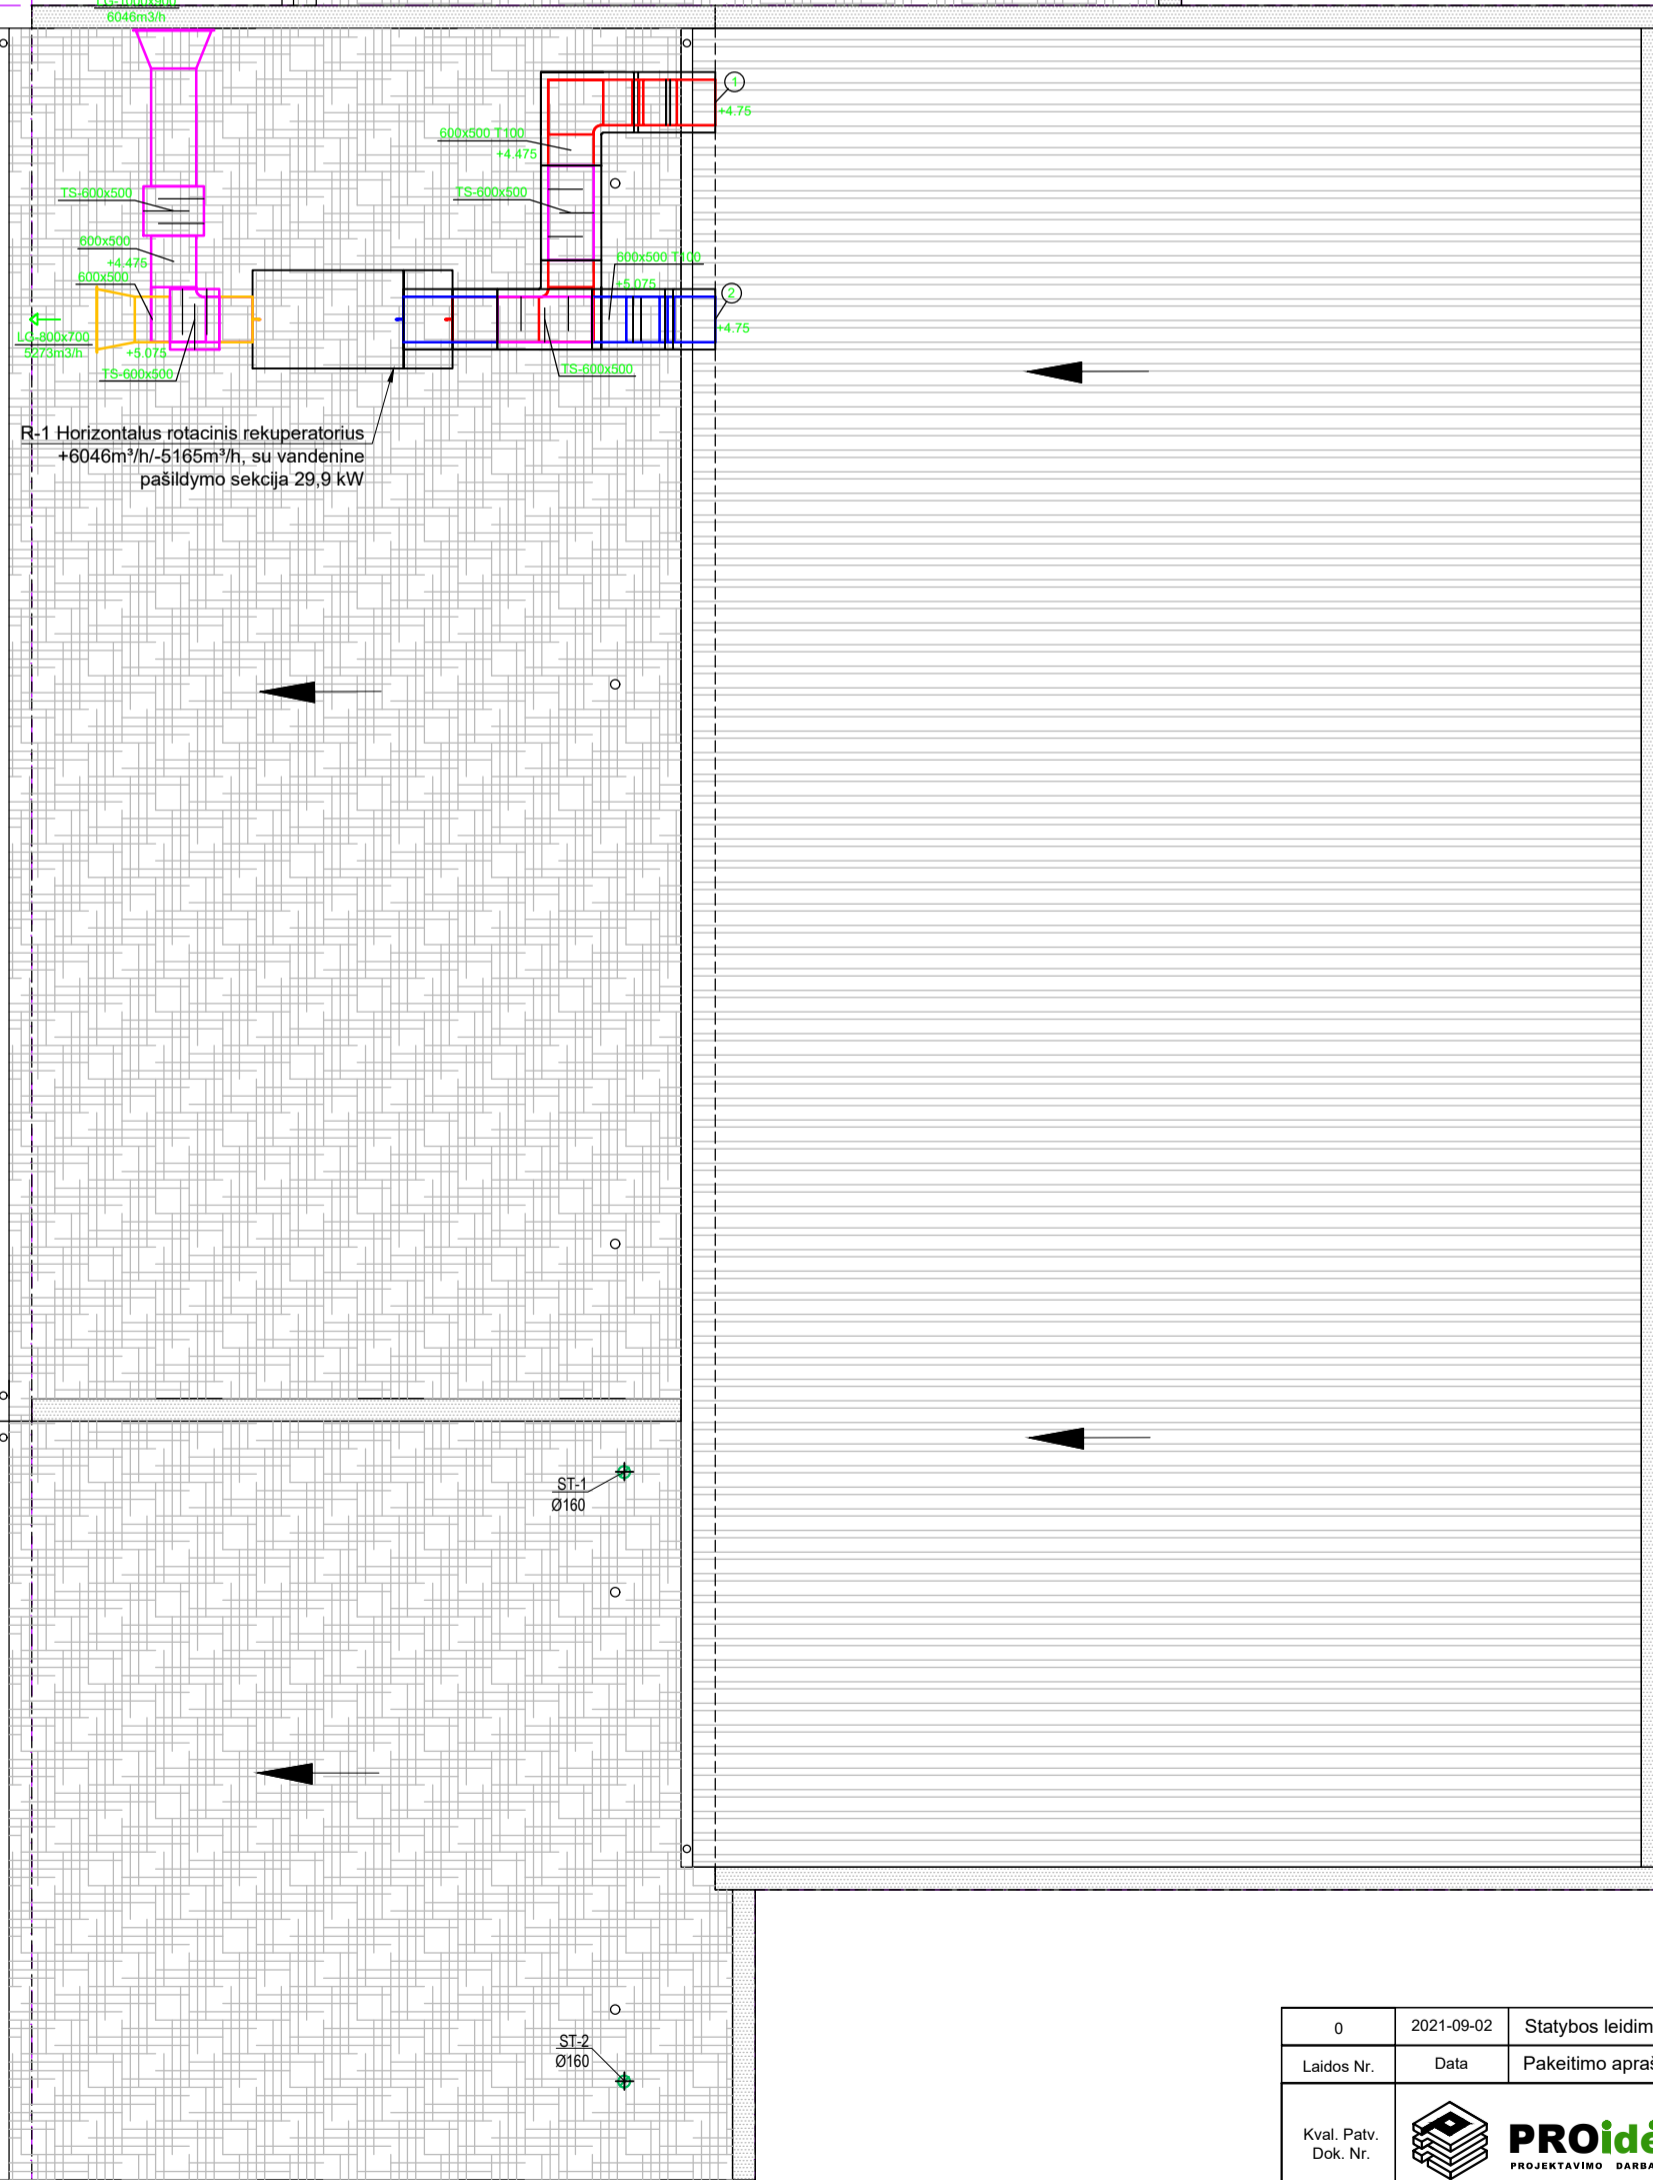 6046m3/h
1
+4.75
600x500 T100
+4.475
TS-600x500
TS-600x500
600x500
+4.475
600x500
600x500 T100
+5.075
2
+4.75
LG-800x700
5273m3/h
+5.075
TS-600x500
TS-600x500
R-1 Horizontalus rotacinis rekuperatorius
+6046m³/h/-5165m³/h, su vandenine
pašildymo sekcija 29,9 kW
ST-1
Ø160
ST-2
Ø160
0
2021-09-02
Statybos leidim
Laidos Nr.
Data
Pakeitimo apraš
Kval. Patv.
Dok. Nr.
PROidė
PROJEKTAVIMO DARBA